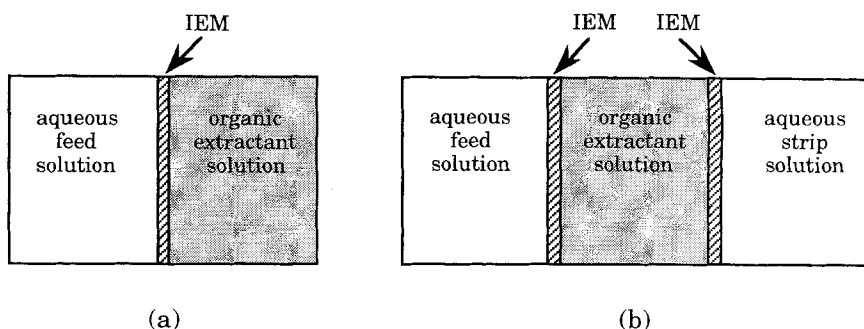 IEM
IEM IEM
aqueous
feed
solution
organic
extractant
solution
aqueous
feed
solution
organic
extractant
solution
aqueous
strip
solution
(a)
(b)